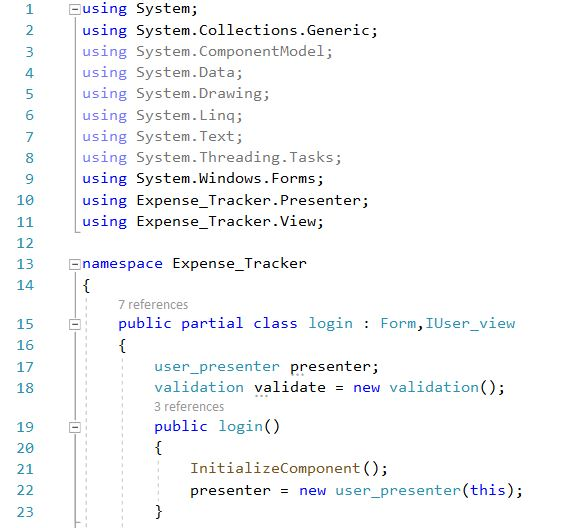 1 using System;
2 using System.Collections.Generic;
3 using System.ComponentModel;
4 using System.Data;
5 using System.Drawing;
6 using System.Linq;
7 using System.Text;
8 using System.Threading.Tasks;
9 using System.Windows.Forms;
10 using Expense_Tracker.Presenter;
11 using Expense_Tracker.View;
12
13 namespace Expense_Tracker
14 {
7 references
15 public partial class login : Form,IUser_view
16 {
17 user_presenter presenter;
18 validation validate = new validation();
3 references
19 public login()
20 {
21 InitializeComponent();
22 presenter = new user_presenter(this);
23 }